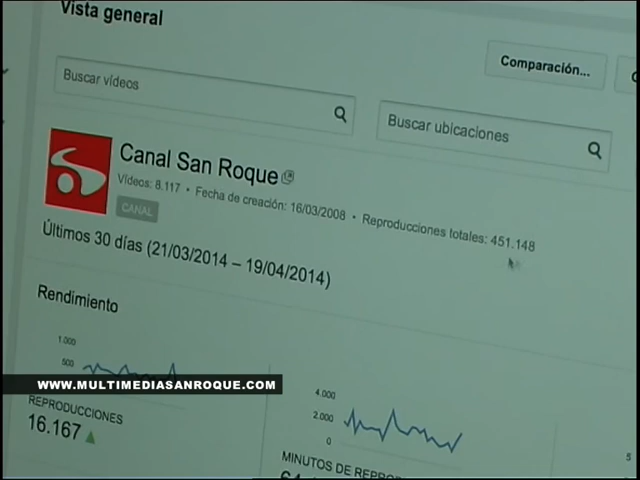 Vista general
Comparación...
Buscar vídeos
Buscar ubicaciones
Canal San Roque
Vídeos: 8.117 • Fecha de creación: 16/03/2008 • Reproducciones totales: 451.148
CANAL
Últimos 30 días (21/03/2014 – 19/04/2014)
Rendimiento
1.000
500
WWW.MULTIMEDIASANROQUE.COM
REPRODUCCIONES
16.167
4.000
2.000
0
MINUTOS DE
5